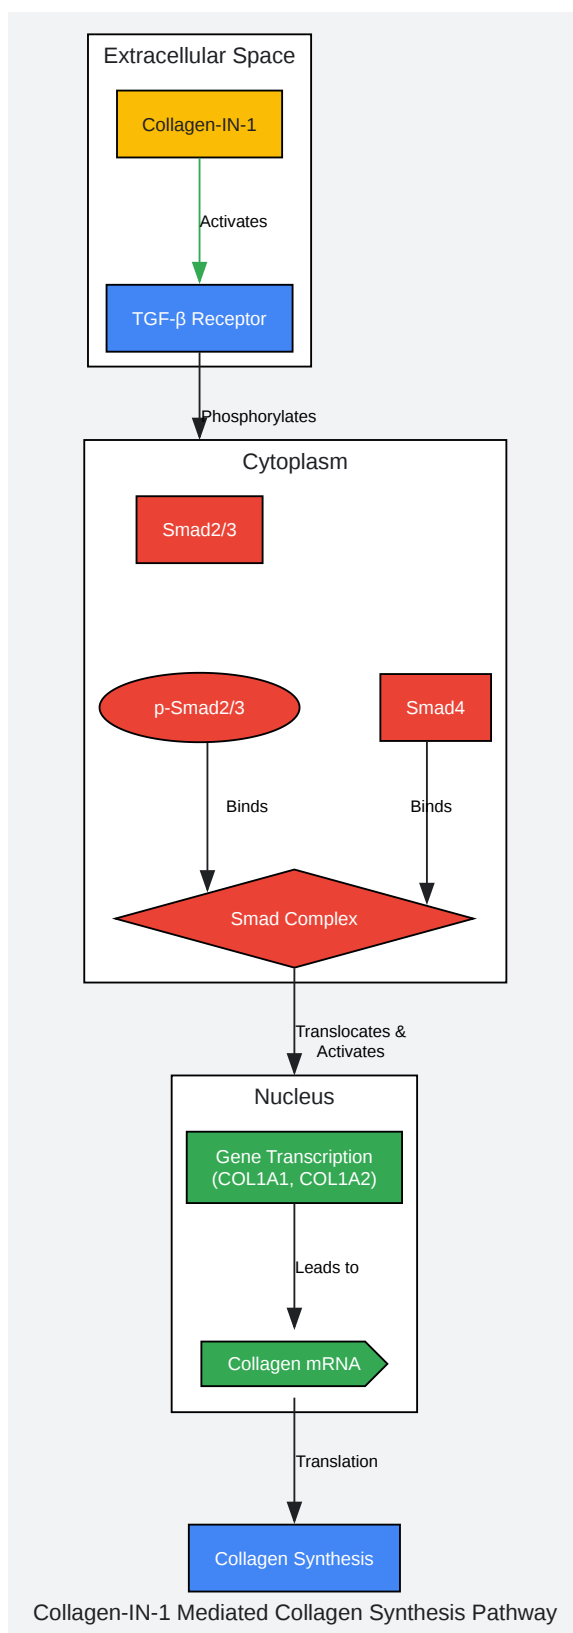 Extracellular Space
Collagen-IN-1
Activates
TGF-β Receptor
Phosphorylates
Cytoplasm
Smad2/3
p-Smad2/3
Smad4
Binds
Binds
Smad Complex
Translocates &
Activates
Nucleus
Gene Transcription
(COL1A1, COL1A2)
Leads to
Collagen mRNA
Translation
Collagen Synthesis
Collagen-IN-1 Mediated Collagen Synthesis Pathway